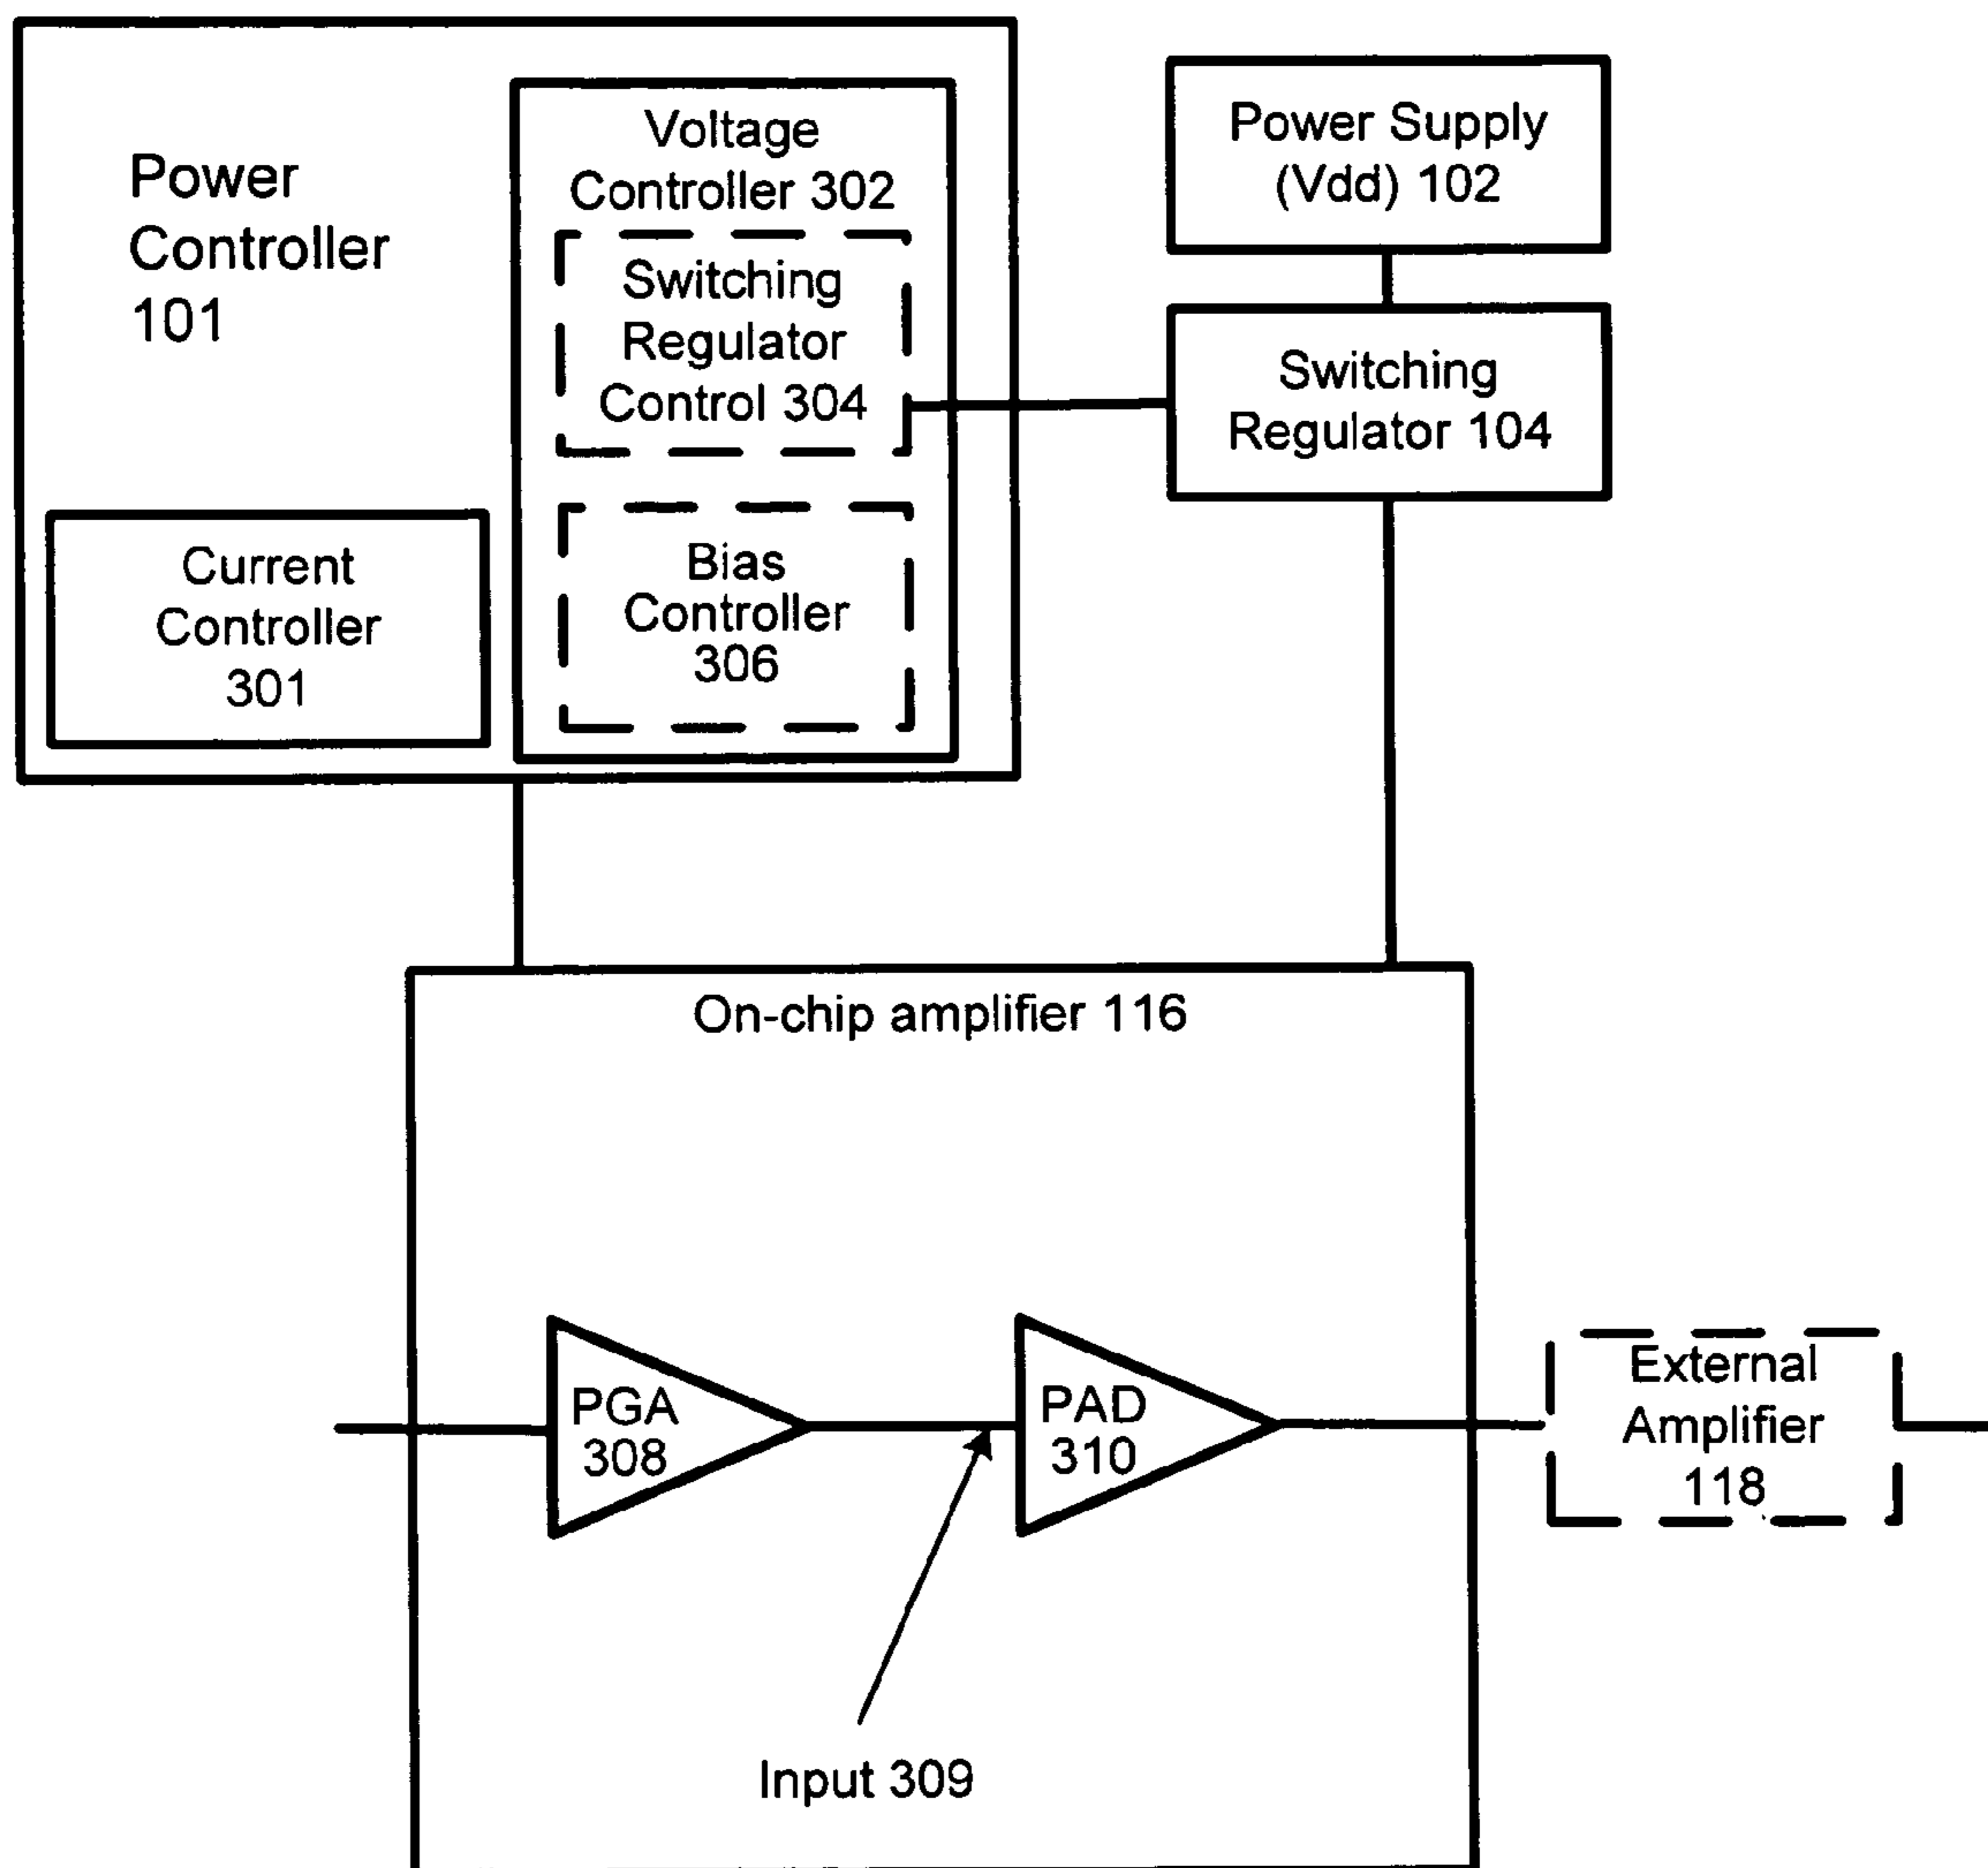 Power
Controller
101
Voltage
Controller 302
Switching
Regulator
Control 304
Bias
Controller
306
Current
Controller
301
Power Supply
(Vdd) 102
Switching
Regulator 104
On-chip amplifier 116
PGA
308
PAD
310
External
Amplifier
118
Input 309